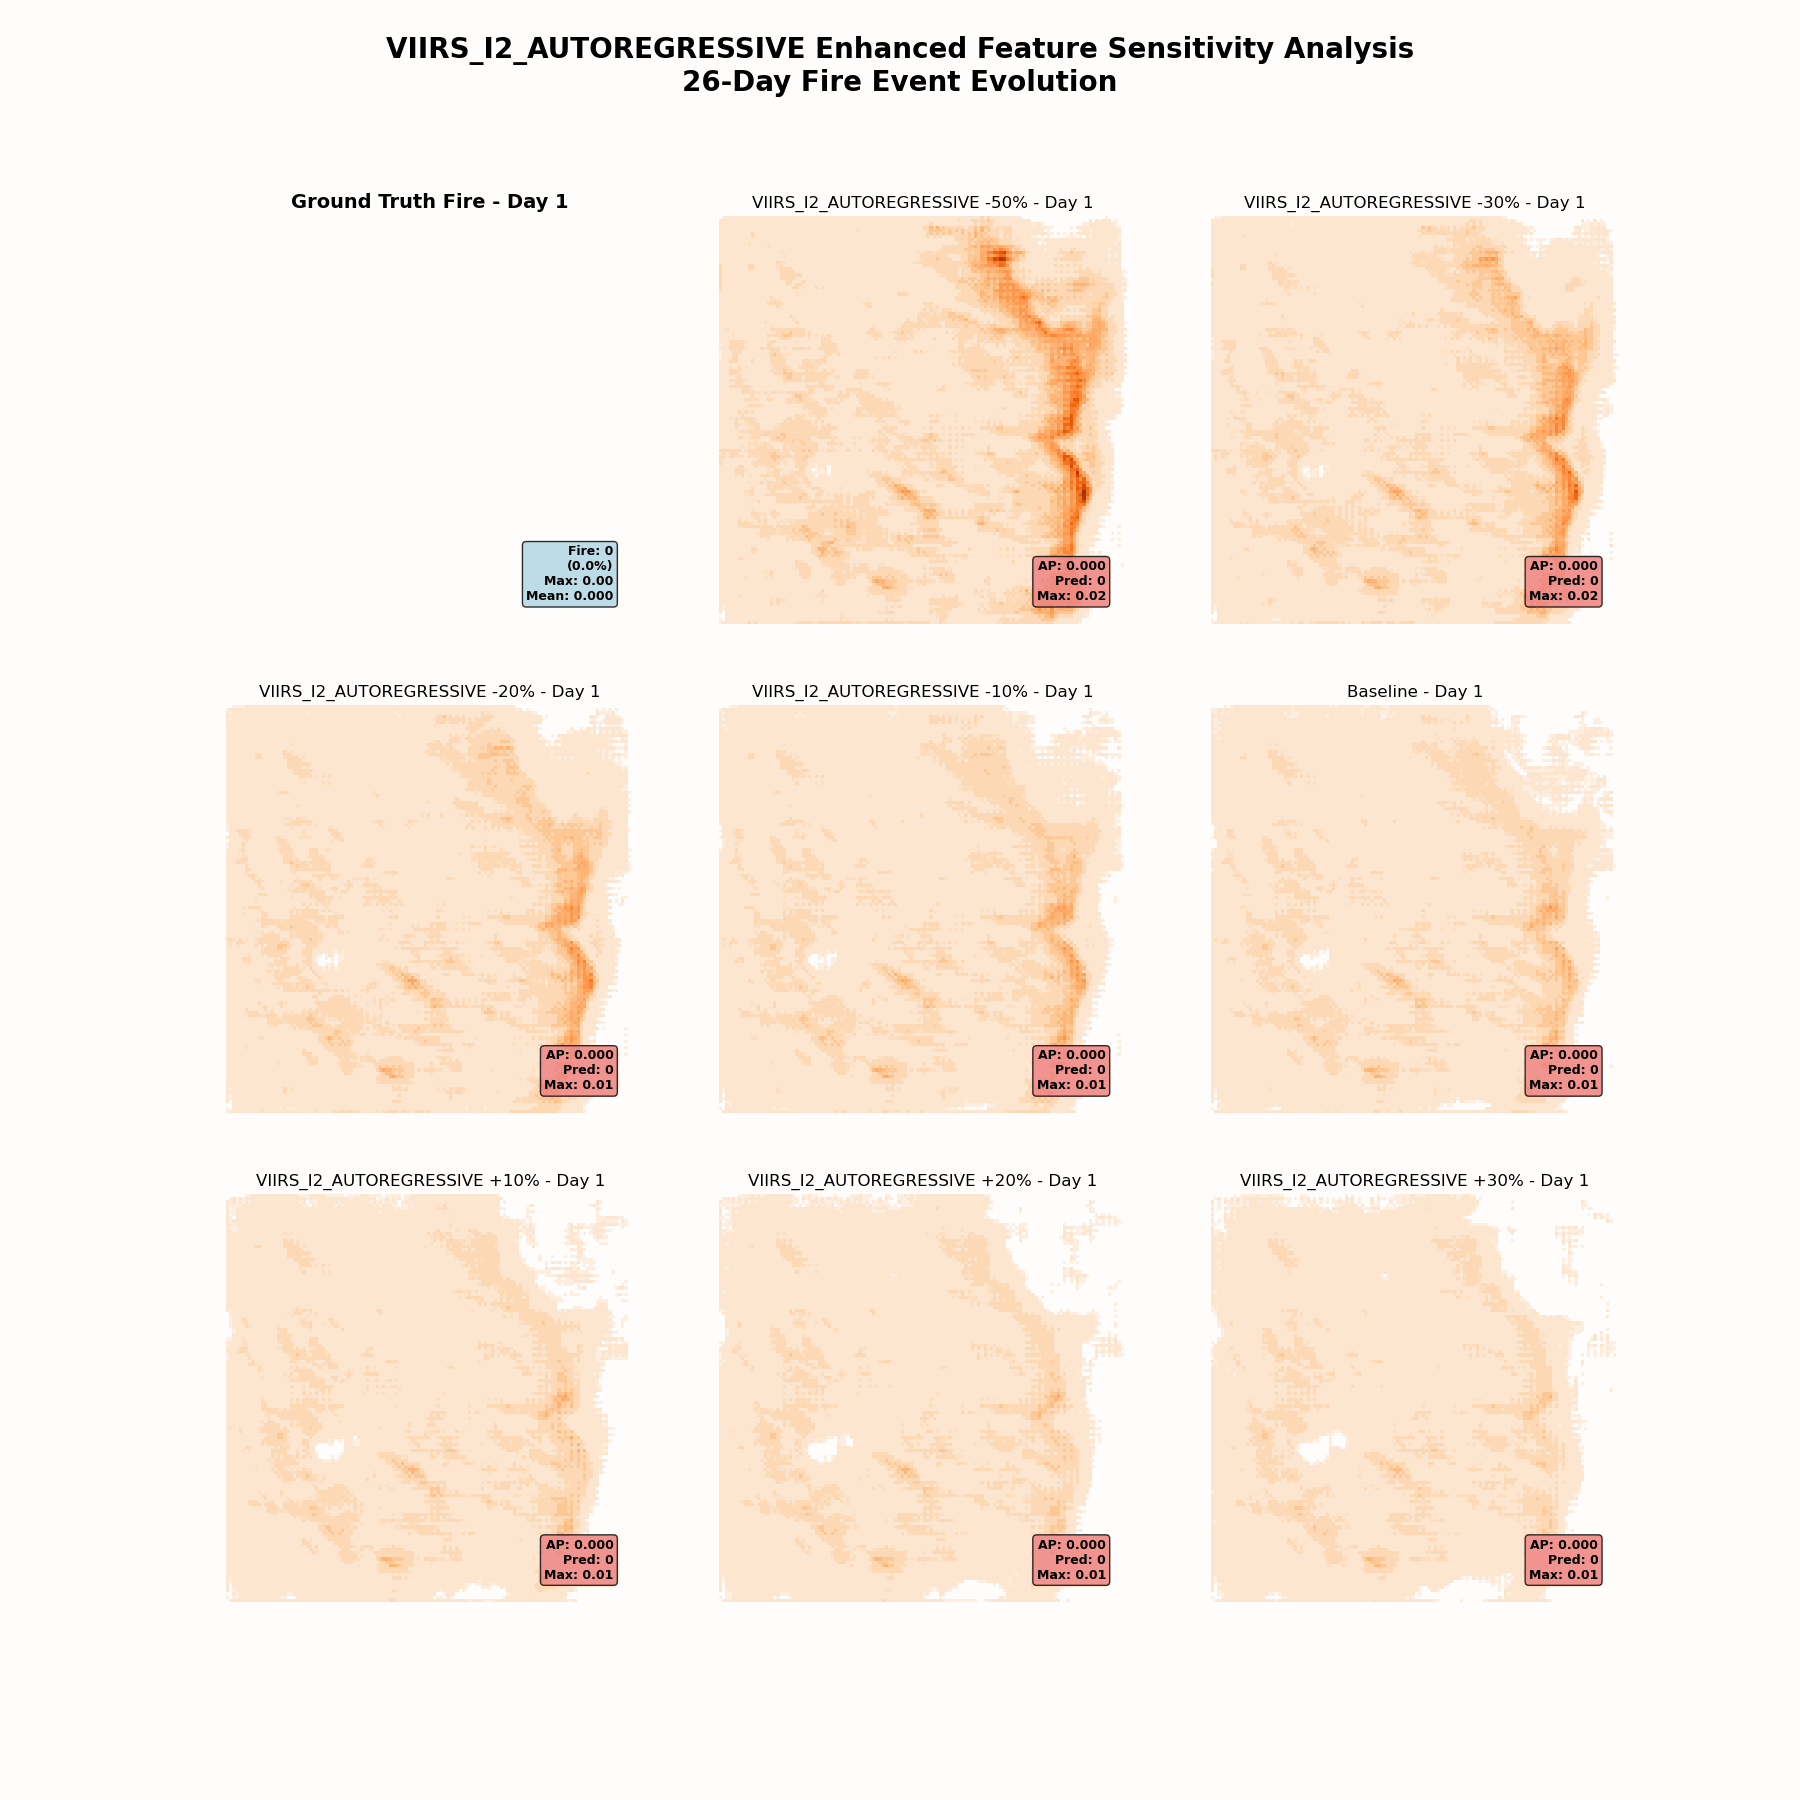 VIIRS_I2_AUTOREGRESSIVE Enhanced Feature Sensitivity Analysis
26-Day Fire Event Evolution
Ground Truth Fire - Day 1
Fire: 0
(0.0%)
Max: 0.00
Mean: 0.000
VIIRS_I2_AUTOREGRESSIVE -50% - Day 1
AP: 0.000
Pred: 0
Max: 0.02
VIIRS_I2_AUTOREGRESSIVE -30% - Day 1
AP: 0.000
Pred: 0
Max: 0.02
VIIRS_I2_AUTOREGRESSIVE -20% - Day 1
AP: 0.000
Pred: 0
Max: 0.01
VIIRS_I2_AUTOREGRESSIVE -10% - Day 1
AP: 0.000
Pred: 0
Max: 0.01
Baseline - Day 1
AP: 0.000
Pred: 0
Max: 0.01
VIIRS_I2_AUTOREGRESSIVE +10% - Day 1
AP: 0.000
Pred: 0
Max: 0.01
VIIRS_I2_AUTOREGRESSIVE +20% - Day 1
AP: 0.000
Pred: 0
Max: 0.01
VIIRS_I2_AUTOREGRESSIVE +30% - Day 1
AP: 0.000
Pred: 0
Max: 0.01